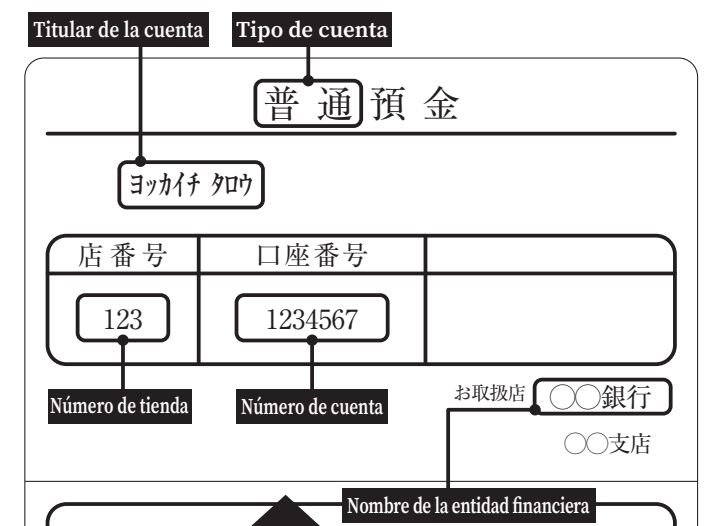 Titular de la cuenta
Tipo de cuenta
普通預金
ヨッカイチ タロウ
店番号
口座番号
123
1234567
Número de tienda
Número de cuenta
お取扱店
○○銀行
○○支店
Nombre de la entidad financiera